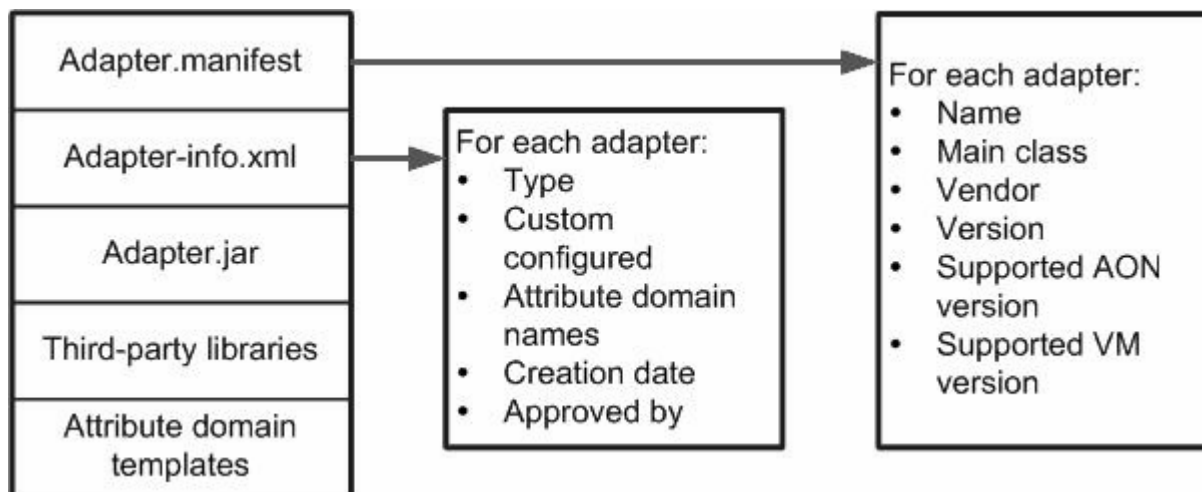 Adapter.manifest
Adapter-info.xml
Adapter.jar
Third-party libraries
Attribute domain
templates
For each adapter:
• Type
• Custom
configured
• Attribute domain
names
• Creation date
• Approved by
For each adapter:
• Name
• Main class
• Vendor
• Version
• Supported AON
version
• Supported VM
version